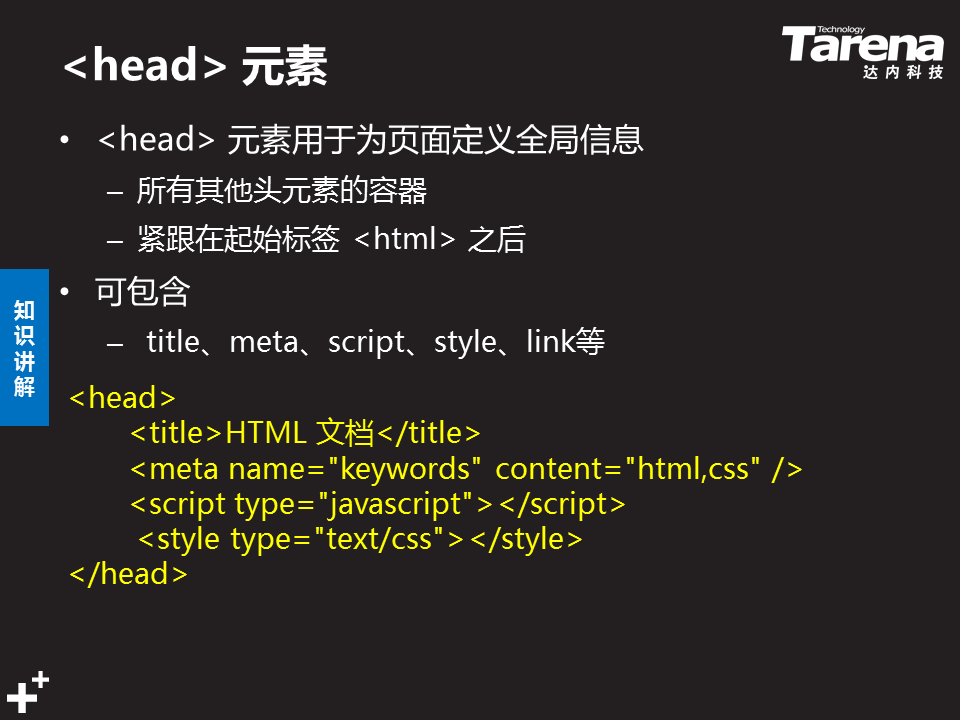 <head> 元素
Technology
Tarena
达内科技
• <head> 元素用于为页面定义全局信息
– 所有其他头元素的容器
– 紧跟在起始标签 <html> 之后
• 可包含
– title、meta、script、style、link等
知识讲解
<head>
<title>HTML 文档</title>
<meta name="keywords" content="html,css" />
<script type="javascript"></script>
<style type="text/css"></style>
</head>